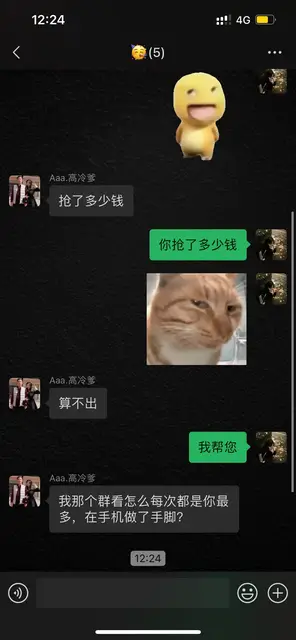 12:24
4G
🥳(5)
Aaa.高冷爹
抢了多少钱
你抢了多少钱
Aaa.高冷爹
算不出
我帮您
Aaa.高冷爹
我那个群看怎么每次都是你最
多，在手机做了手脚?
12:24